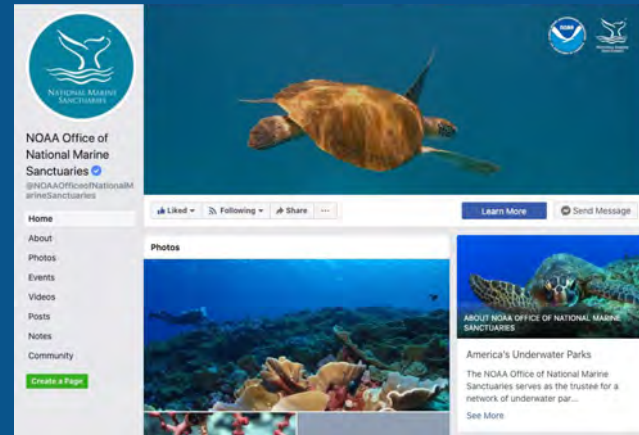 NATIONAL MARINE
SANCTUARIES
NOAA Office of
National Marine
Sanctuaries
@NOAAOfficeofNationalM
arineSanctuaries
Home
About
Photos
Events
Videos
Posts
Notes
Community
Create a Page
NOAA
Liked
Following
Share
...
Learn More
Send Message
Photos
ABOUT NOAA OFFICE OF NATIONAL MARINE
SANCTUARIES
America's Underwater Parks
The NOAA Office of National Marine
Sanctuaries serves as the trustee for a
network of underwater par...
See More